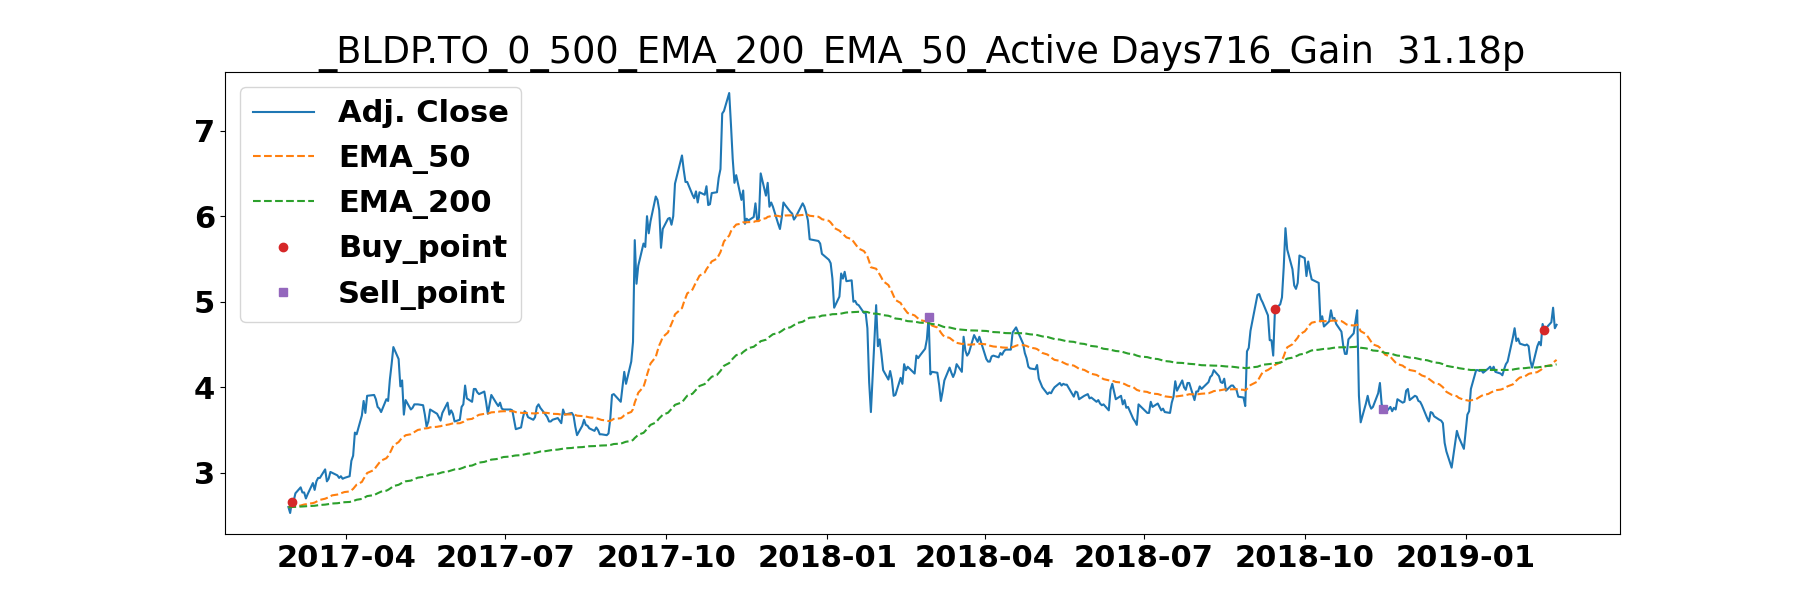 _BLDP.TO_0_500_EMA_200_EMA_50_Active Days716_Gain  31.18p
Adj. Close
EMA_50
EMA_200
Buy_point
Sell_point
7
6
5
4
3
2017-04 2017-07 2017-10 2018-01 2018-04 2018-07 2018-10 2019-01